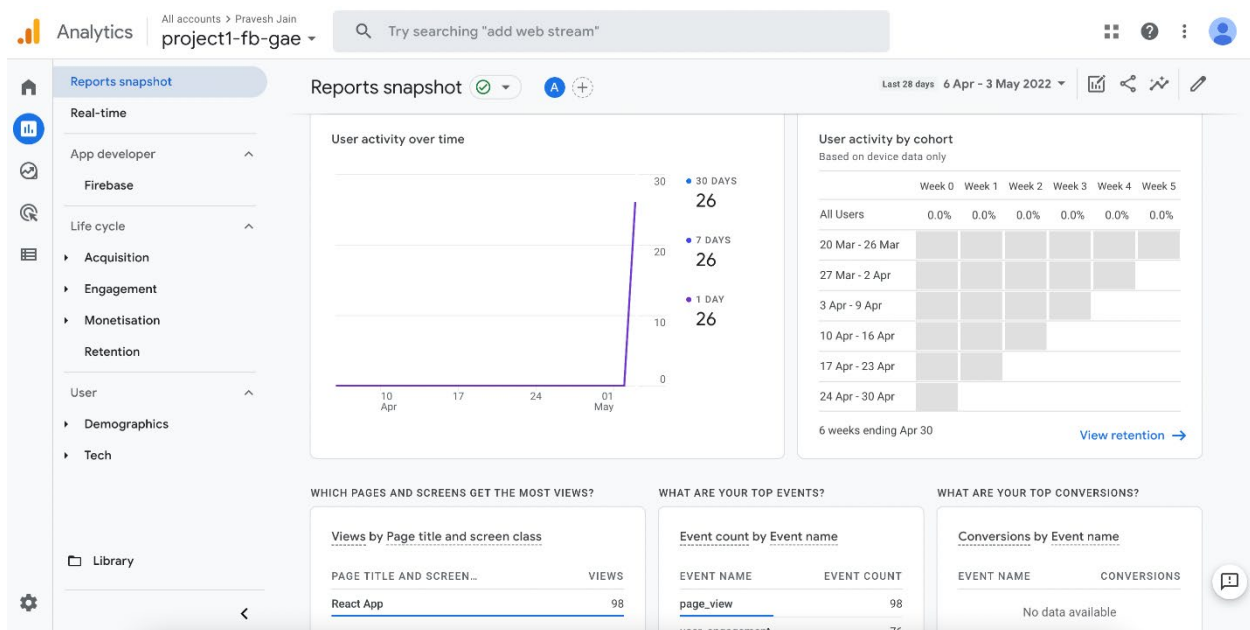 Analytics
All accounts > Pravesh Jain
project1-fb-gae
Try searching "add web stream"
Reports snapshot
Real-time
App developer
Firebase
Life cycle
Acquisition
Engagement
Monetisation
Retention
User
Demographics
Tech
Library
Reports snapshot
A
Last 28 days 6 Apr - 3 May 2022
User activity over time
30
20
10
0
10 Apr
17
24
01 May
30 DAYS
26
7 DAYS
26
1 DAY
26
User activity by cohort
Based on device data only
Week 0 Week 1 Week 2 Week 3 Week 4 Week 5
All Users 0.0% 0.0% 0.0% 0.0% 0.0% 0.0%
20 Mar - 26 Mar
27 Mar - 2 Apr
3 Apr - 9 Apr
10 Apr - 16 Apr
17 Apr - 23 Apr
24 Apr - 30 Apr
6 weeks ending Apr 30
View retention
WHICH PAGES AND SCREENS GET THE MOST VIEWS?
Views by Page title and screen class
PAGE TITLE AND SCREEN... VIEWS
React App 98
WHAT ARE YOUR TOP EVENTS?
Event count by Event name
EVENT NAME EVENT COUNT
page_view 98
WHAT ARE YOUR TOP CONVERSIONS?
Conversions by Event name
EVENT NAME CONVERSIONS
No data available